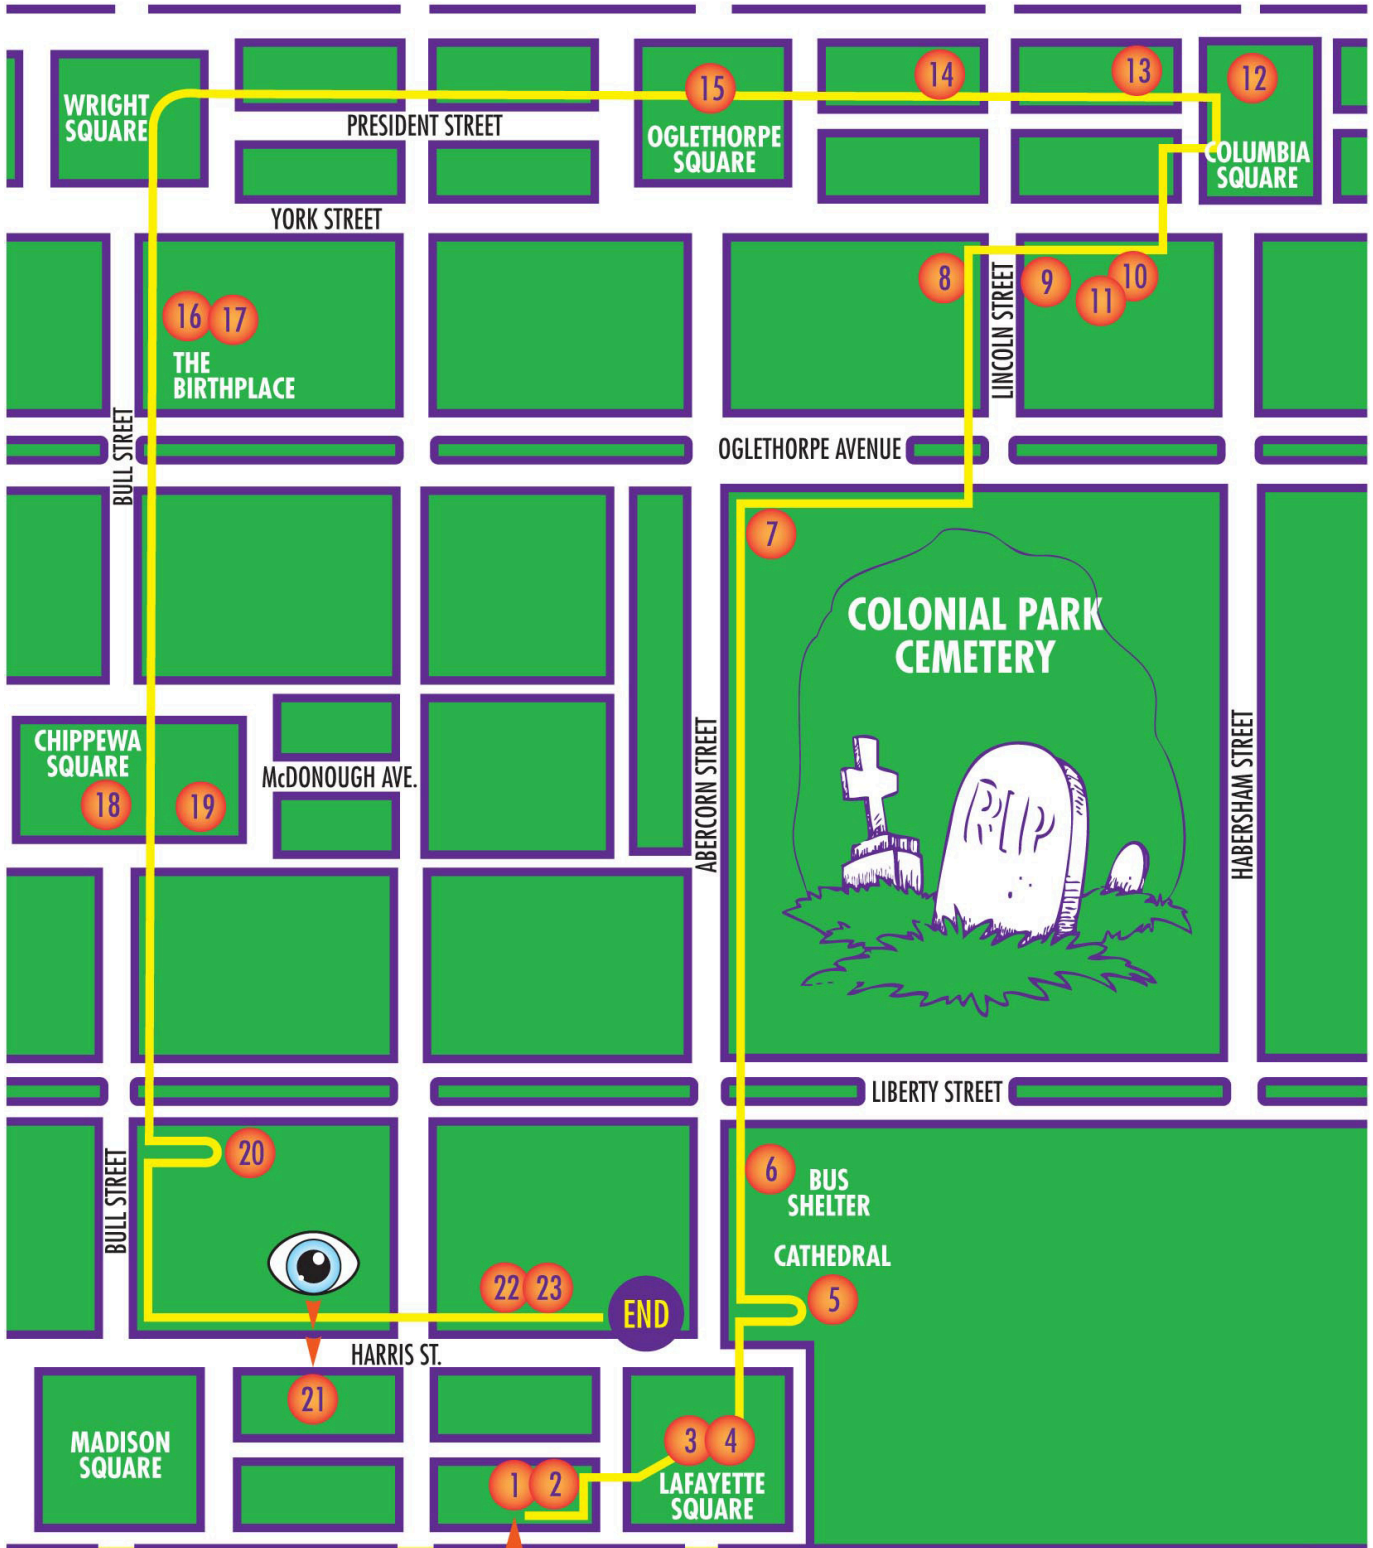 WRIGHT
SQUARE
PRESIDENT STREET
15
OGLETHORPE
SQUARE
14
13
12
COLUMBIA
SQUARE
YORK STREET
16
17
THE
BIRTHPLACE
8
LINCOLN STREET
9
10
11
BULL STREET
OGLETHORPE AVENUE
7
COLONIAL PARK
CEMETERY
RIP
CHIPPEWA
SQUARE
18
19
McDONOUGH AVE.
ABERCORN STREET
HABERSHAM STREET
LIBERTY STREET
BULL STREET
20
6
BUS
SHELTER
CATHEDRAL
5
22
23
END
HARRIS ST.
21
MADISON
SQUARE
1
2
3
4
LAFAYETTE
SQUARE